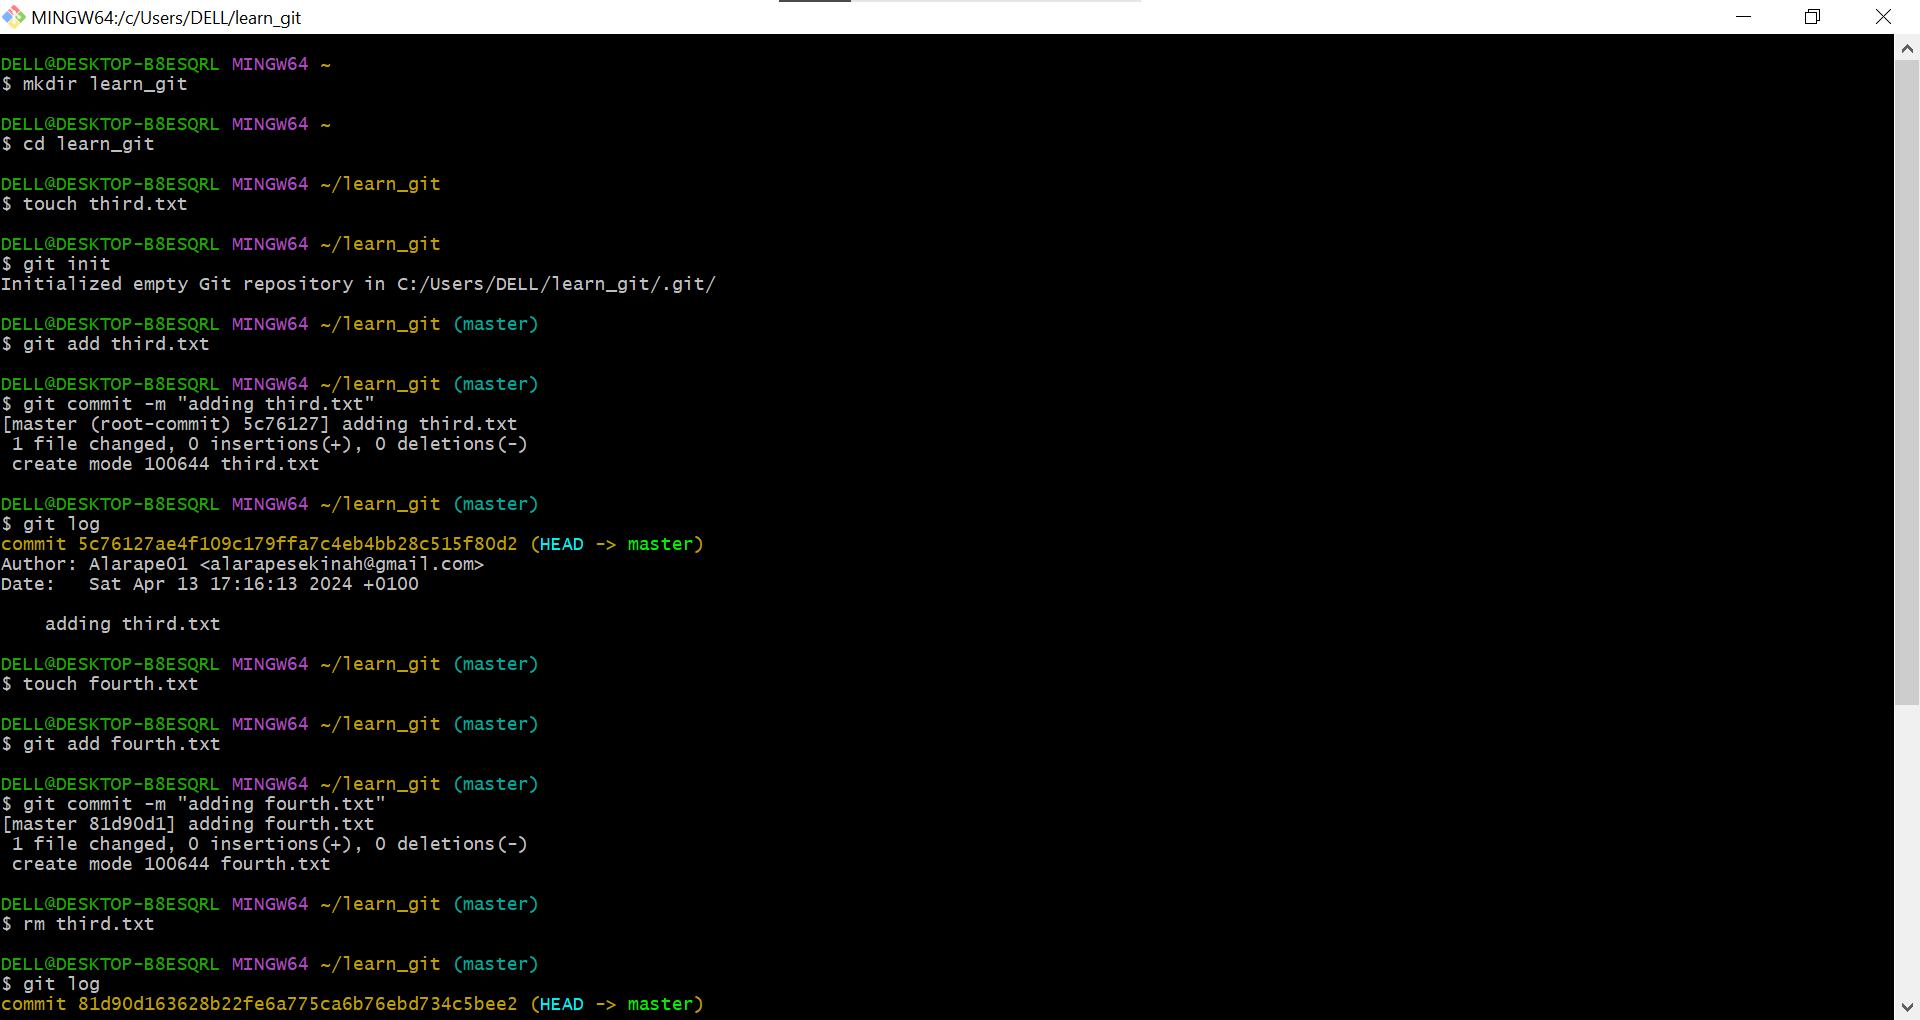 MINGW64:/c/Users/DELL/learn_git
DELL@DESKTOP-B8ESQRL MINGW64 ~
$ mkdir learn_git
DELL@DESKTOP-B8ESQRL MINGW64 ~
$ cd learn_git
DELL@DESKTOP-B8ESQRL MINGW64 ~/learn_git
$ touch third.txt
DELL@DESKTOP-B8ESQRL MINGW64 ~/learn_git
$ git init
Initialized empty Git repository in C:/Users/DELL/learn_git/.git/
DELL@DESKTOP-B8ESQRL MINGW64 ~/learn_git (master)
$ git add third.txt
DELL@DESKTOP-B8ESQRL MINGW64 ~/learn_git (master)
$ git commit -m "adding third.txt"
[master (root-commit) 5c76127] adding third.txt
 1 file changed, 0 insertions(+), 0 deletions(-)
 create mode 100644 third.txt
DELL@DESKTOP-B8ESQRL MINGW64 ~/learn_git (master)
$ git log
commit 5c76127ae4f109c179ffa7c4eb4bb28c515f80d2 (HEAD -> master)
Author: Alarape01 <alarapesekinah@gmail.com>
Date:   Sat Apr 13 17:16:13 2024 +0100
    adding third.txt
DELL@DESKTOP-B8ESQRL MINGW64 ~/learn_git (master)
$ touch fourth.txt
DELL@DESKTOP-B8ESQRL MINGW64 ~/learn_git (master)
$ git add fourth.txt
DELL@DESKTOP-B8ESQRL MINGW64 ~/learn_git (master)
$ git commit -m "adding fourth.txt"
[master 81d90d1] adding fourth.txt
 1 file changed, 0 insertions(+), 0 deletions(-)
 create mode 100644 fourth.txt
DELL@DESKTOP-B8ESQRL MINGW64 ~/learn_git (master)
$ rm third.txt
DELL@DESKTOP-B8ESQRL MINGW64 ~/learn_git (master)
$ git log
commit 81d90d163628b22fe6a775ca6b76ebd734c5bee2 (HEAD -> master)